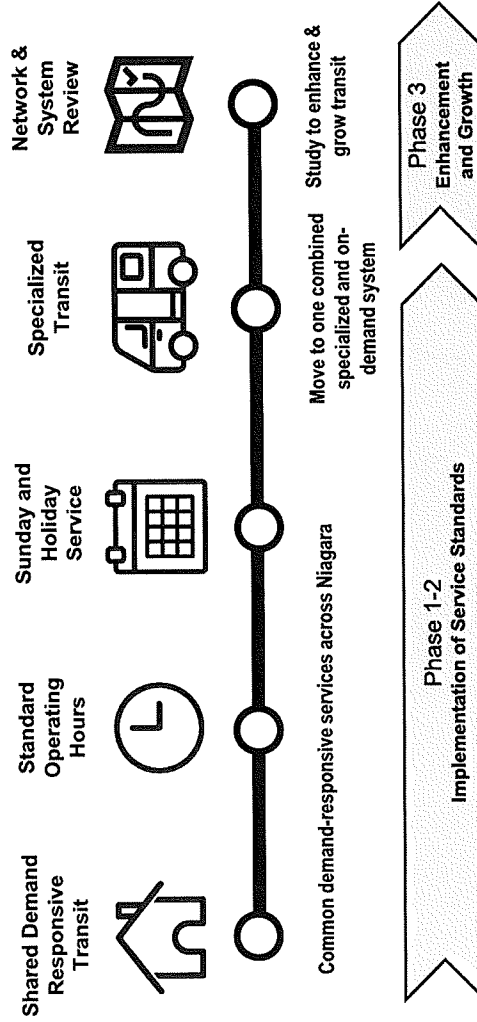 Shared Demand
Responsive
Transit
Standard
Operating
Hours
Sunday and
Holiday
Service
Specialized
Transit
Network &
System
Review
Common demand-responsive services across Niagara
Move to one combined
specialized and on-
demand system
Study to enhance &
grow transit
Phase 1-2
Implementation of Service Standards
Phase 3
Enhancement
and Growth